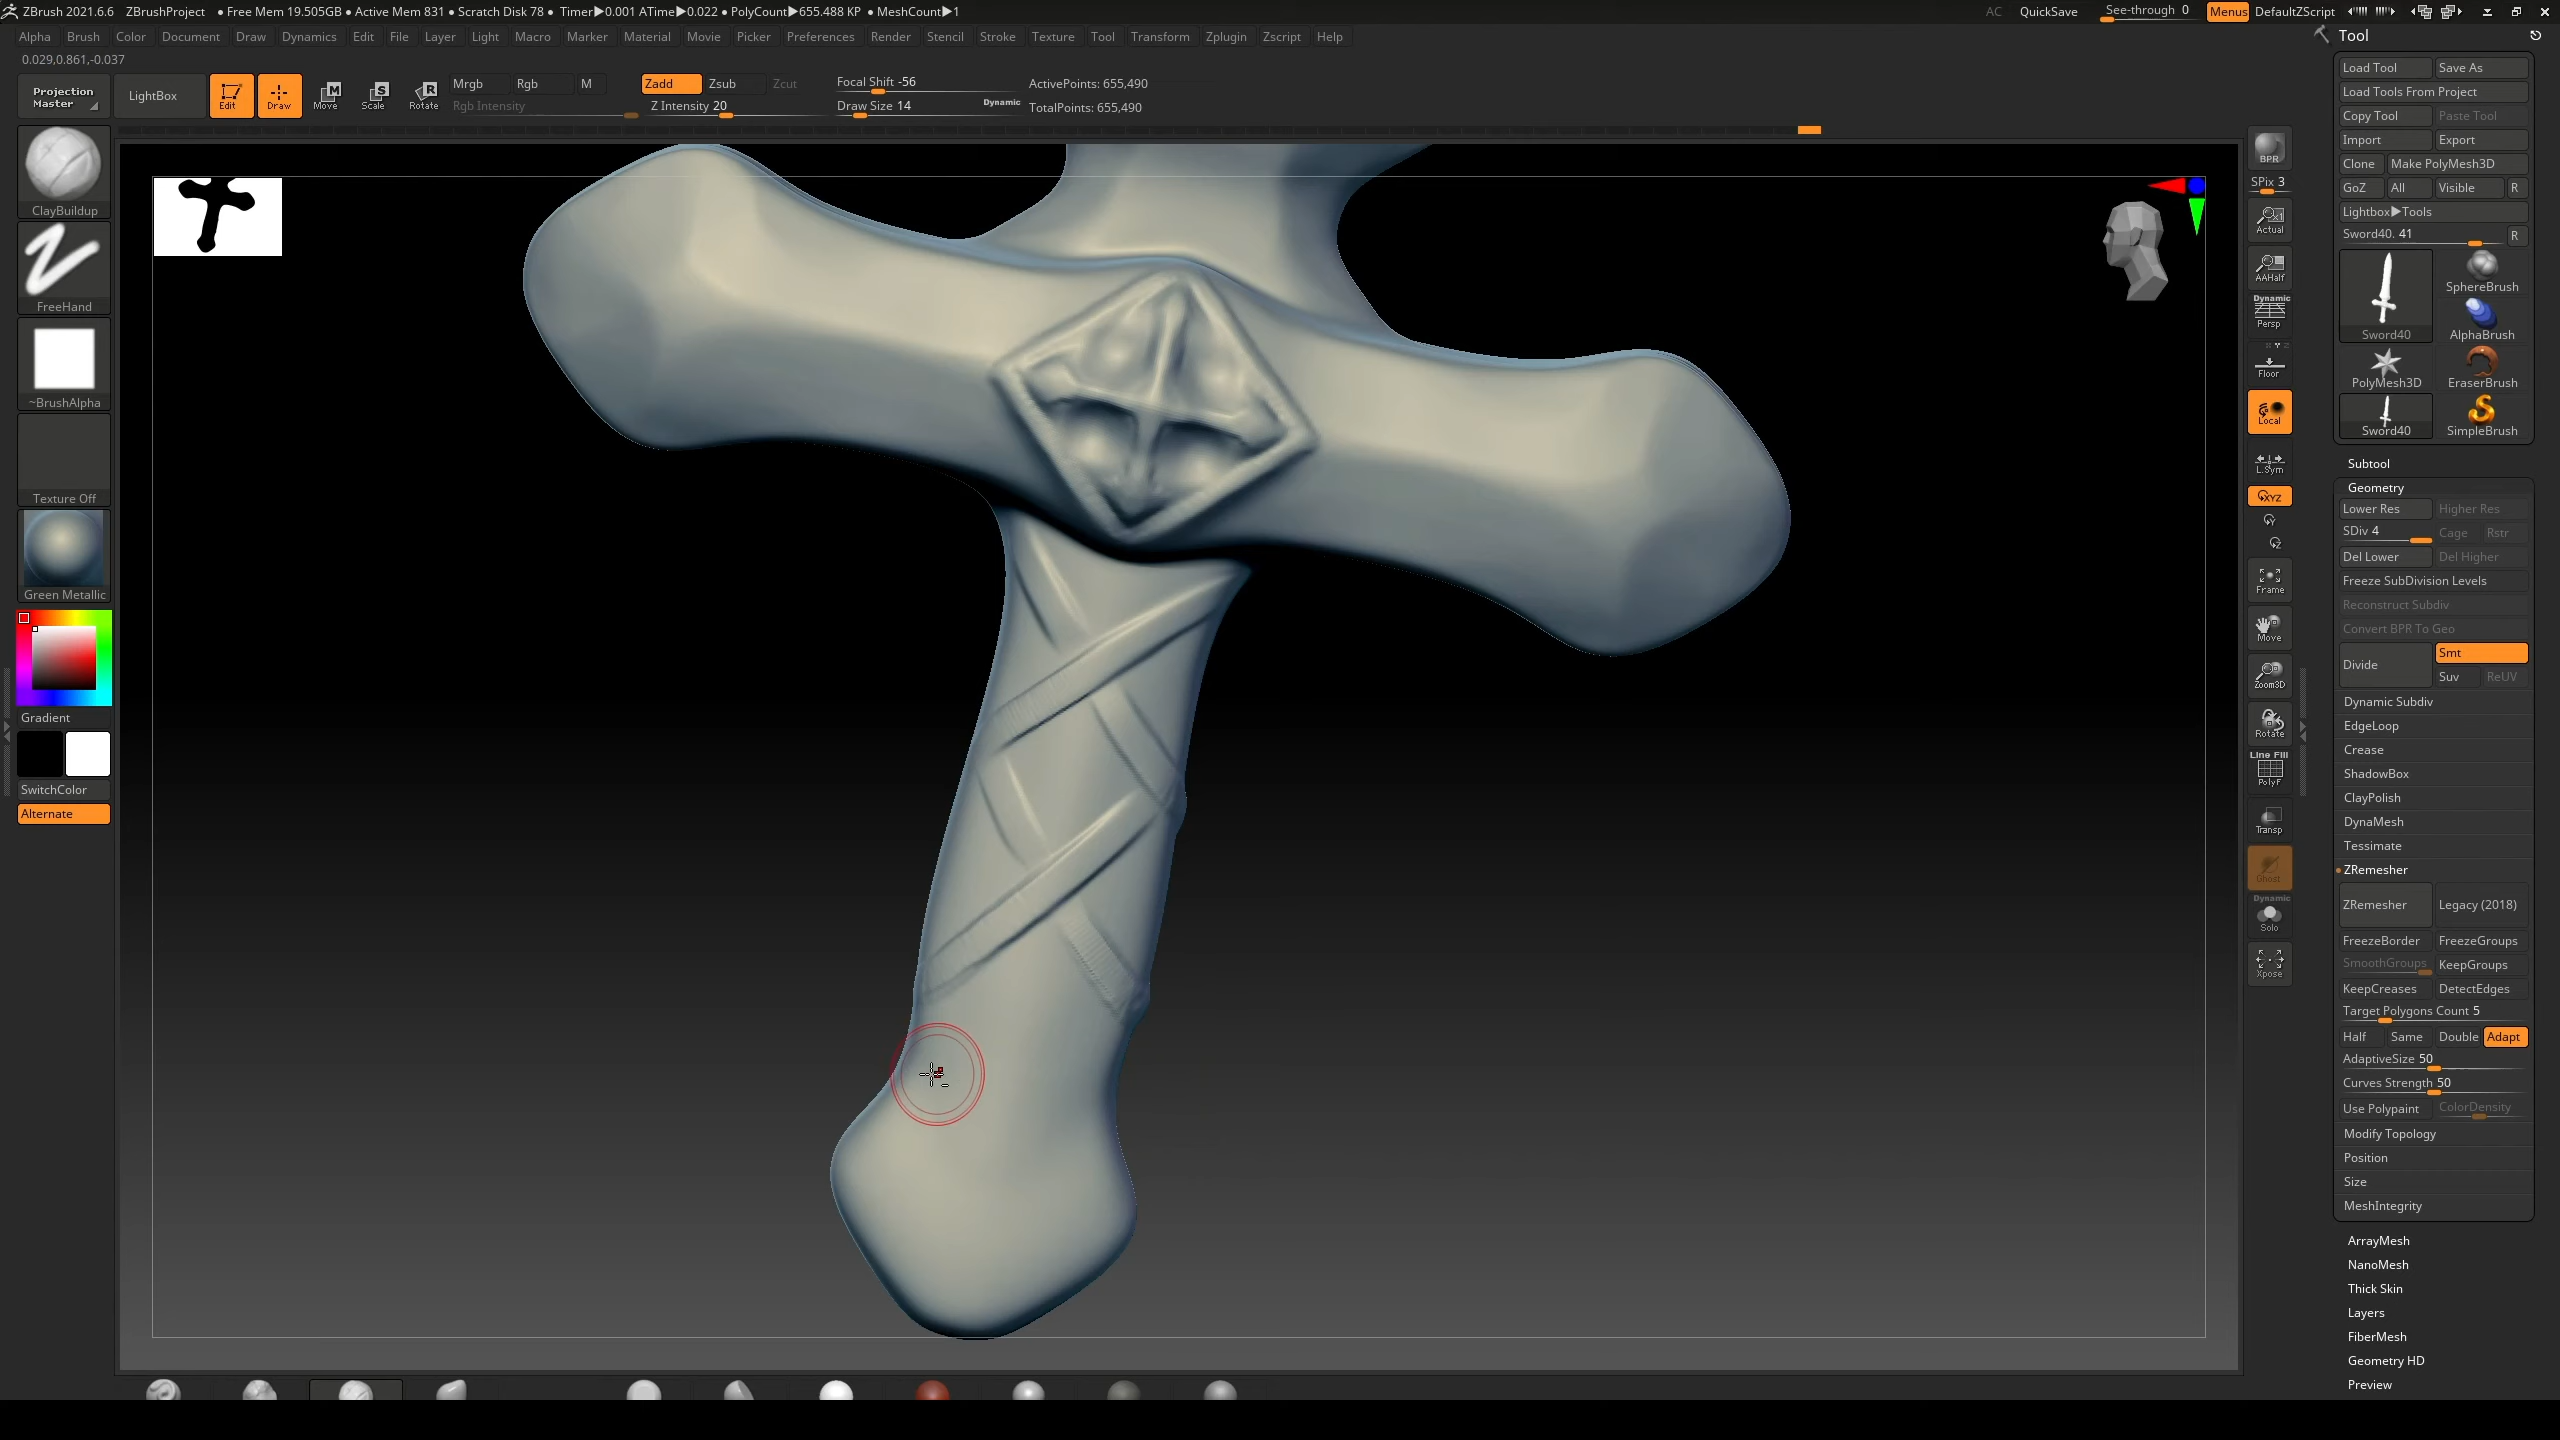 ZBrush 2021.6.6 ZBrushProject • Free Mem 19.505GB • Active Mem 831 • Scratch Disk 78 • Timer▶0.001 ATime▶0.022 • PolyCount▶655.488 KP • MeshCount▶1 AC QuickSave See-through 0 Menus DefaultZScript
Alpha Brush Color Document Draw Dynamics Edit File Layer Light Macro Marker Material Movie Picker Preferences Render Stencil Stroke Texture Tool Transform Zplugin Zscript Help
0.029,0.861,-0.037
Projection Master
LightBox
Edit
Draw
Move
Scale
Rotate
Mrgb Rgb M
Rgb Intensity
Zadd Zsub Zcut
Z Intensity 20
Focal Shift -56
Draw Size 14
Dynamic
ActivePoints: 655,490
TotalPoints: 655,490
ClayBuildup
FreeHand
~BrushAlpha
Texture Off
Green Metallic
Gradient
SwitchColor
Alternate
BPR
SPix 3
Actual
AAHalf
Dynamic
Persp
Floor
Local
L.Sym
XYZ
Y
Z
Frame
Move
Zoom3D
Rotate
Line Fill
PolyF
Transp
Ghost
Dynamic
Solo
Xpose
Tool
Load Tool Save As
Load Tools From Project
Copy Tool Paste Tool
Import Export
Clone Make PolyMesh3D
GoZ All Visible R
Lightbox▶Tools
Sword40. 41 R
Sword40
SphereBrush
AlphaBrush
PolyMesh3D EraserBrush
Sword40 SimpleBrush
Subtool
Geometry
Lower Res Higher Res
SDiv 4 Cage Rstr
Del Lower Del Higher
Freeze SubDivision Levels
Reconstruct Subdiv
Convert BPR To Geo
Divide Smt
Suv ReUV
Dynamic Subdiv
EdgeLoop
Crease
ShadowBox
ClayPolish
DynaMesh
Tessimate
ZRemesher
ZRemesher Legacy (2018)
FreezeBorder FreezeGroups
SmoothGroups KeepGroups
KeepCreases DetectEdges
Target Polygons Count 5
Half Same Double Adapt
AdaptiveSize 50
Curves Strength 50
Use Polypaint ColorDensity
Modify Topology
Position
Size
MeshIntegrity
ArrayMesh
NanoMesh
Thick Skin
Layers
FiberMesh
Geometry HD
Preview